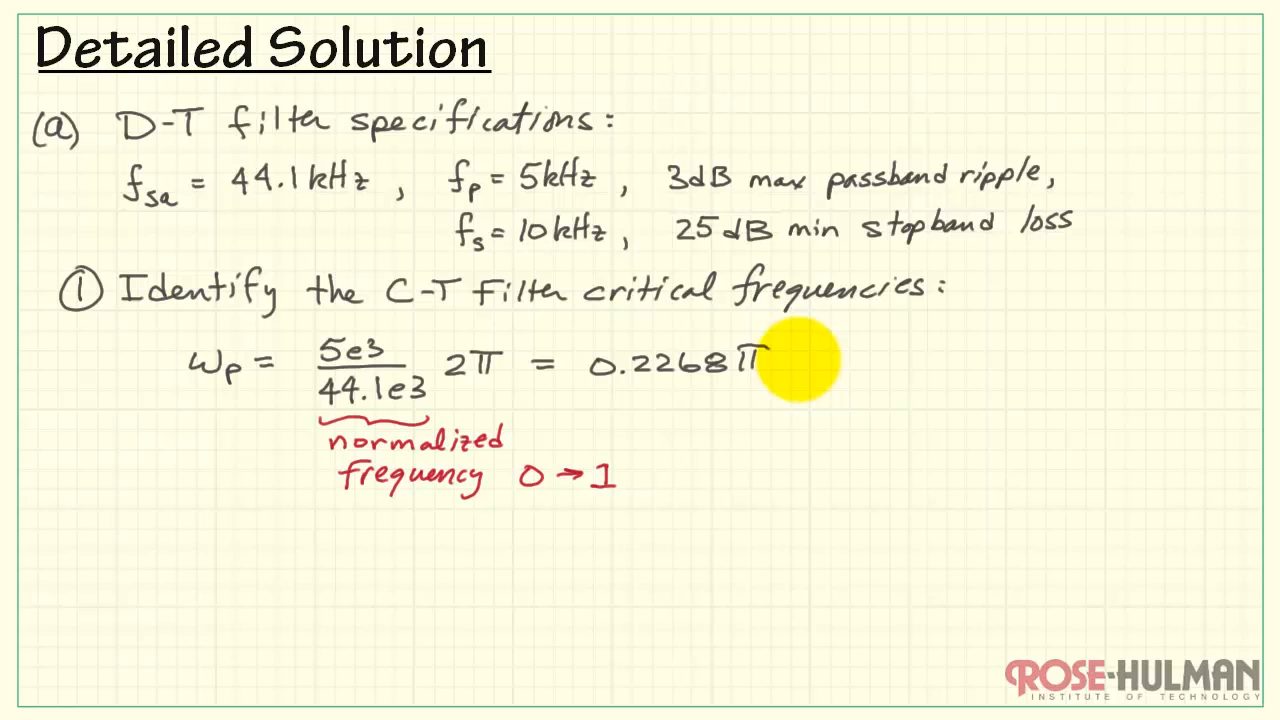 Detailed Solution
(a) D-T filter specifications:
fsa = 44.1kHz, fp = 5kHz, 3dB max passband ripple,
fs = 10kHz, 25dB min stopband loss
① Identify the C-T Filter critical frequencies:
ωp = 5e3/44.1e3 2π = 0.2268π
normalized
frequency 0 → 1
ROSE-HULMAN
INSTITUTE OF TECHNOLOGY